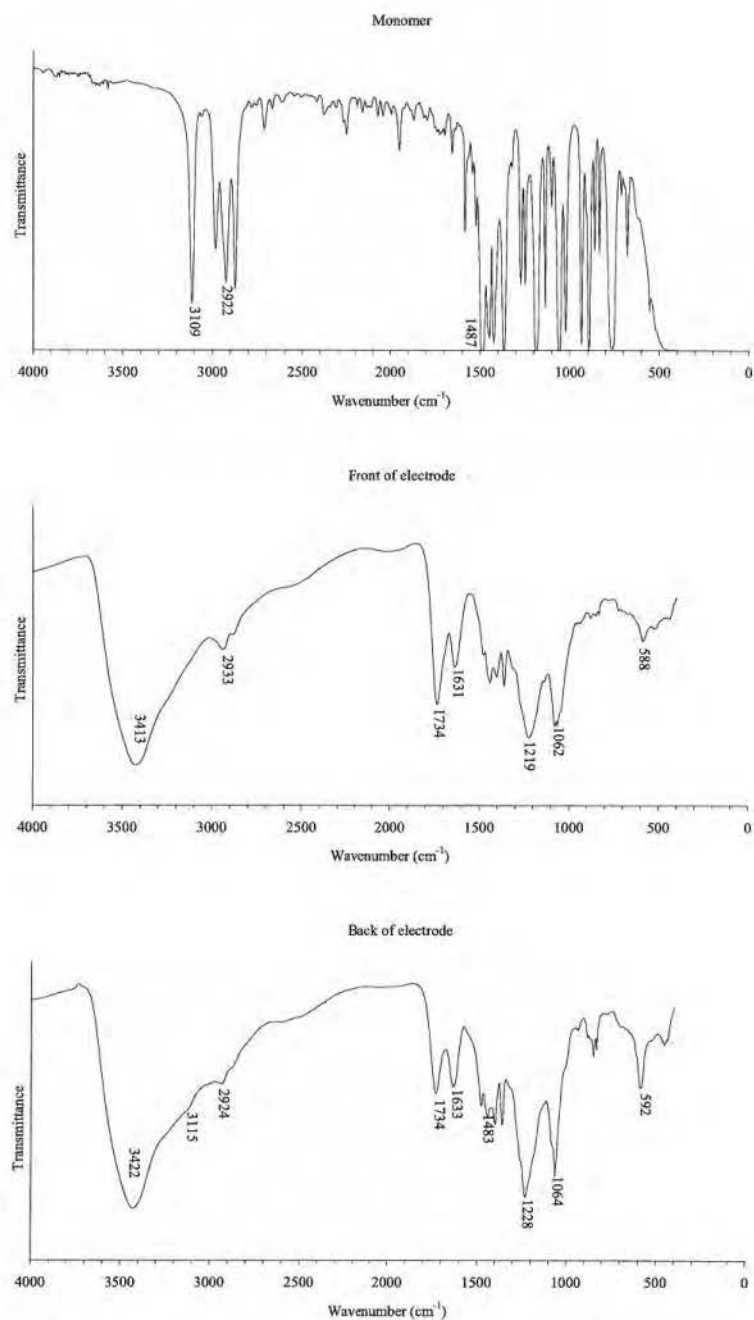 Monomer
Transmittance
3109
2922
1487
4000 3500 3000 2500 2000 1500 1000 500 0
Wavenumber (cm⁻¹)
Front of electrode
Transmittance
3413
2933
1734
1631
1219
1062
588
4000 3500 3000 2500 2000 1500 1000 500 0
Wavenumber (cm⁻¹)
Back of electrode
Transmittance
3422
3115
2924
1734
1633
1483
1228
1064
592
4000 3500 3000 2500 2000 1500 1000 500 0
Wavenumber (cm⁻¹)